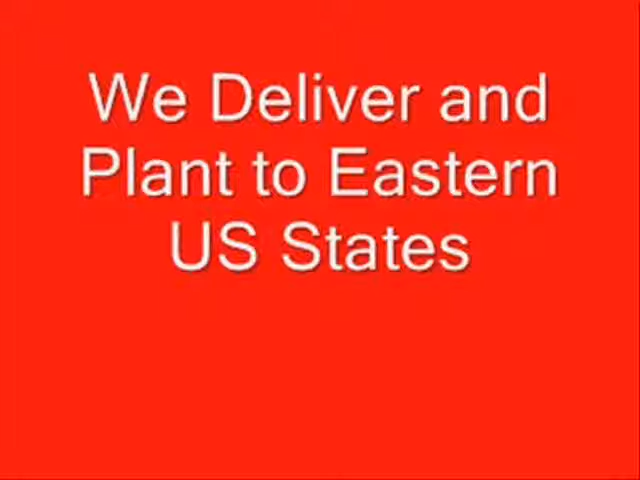 We Deliver and
Plant to Eastern
US States